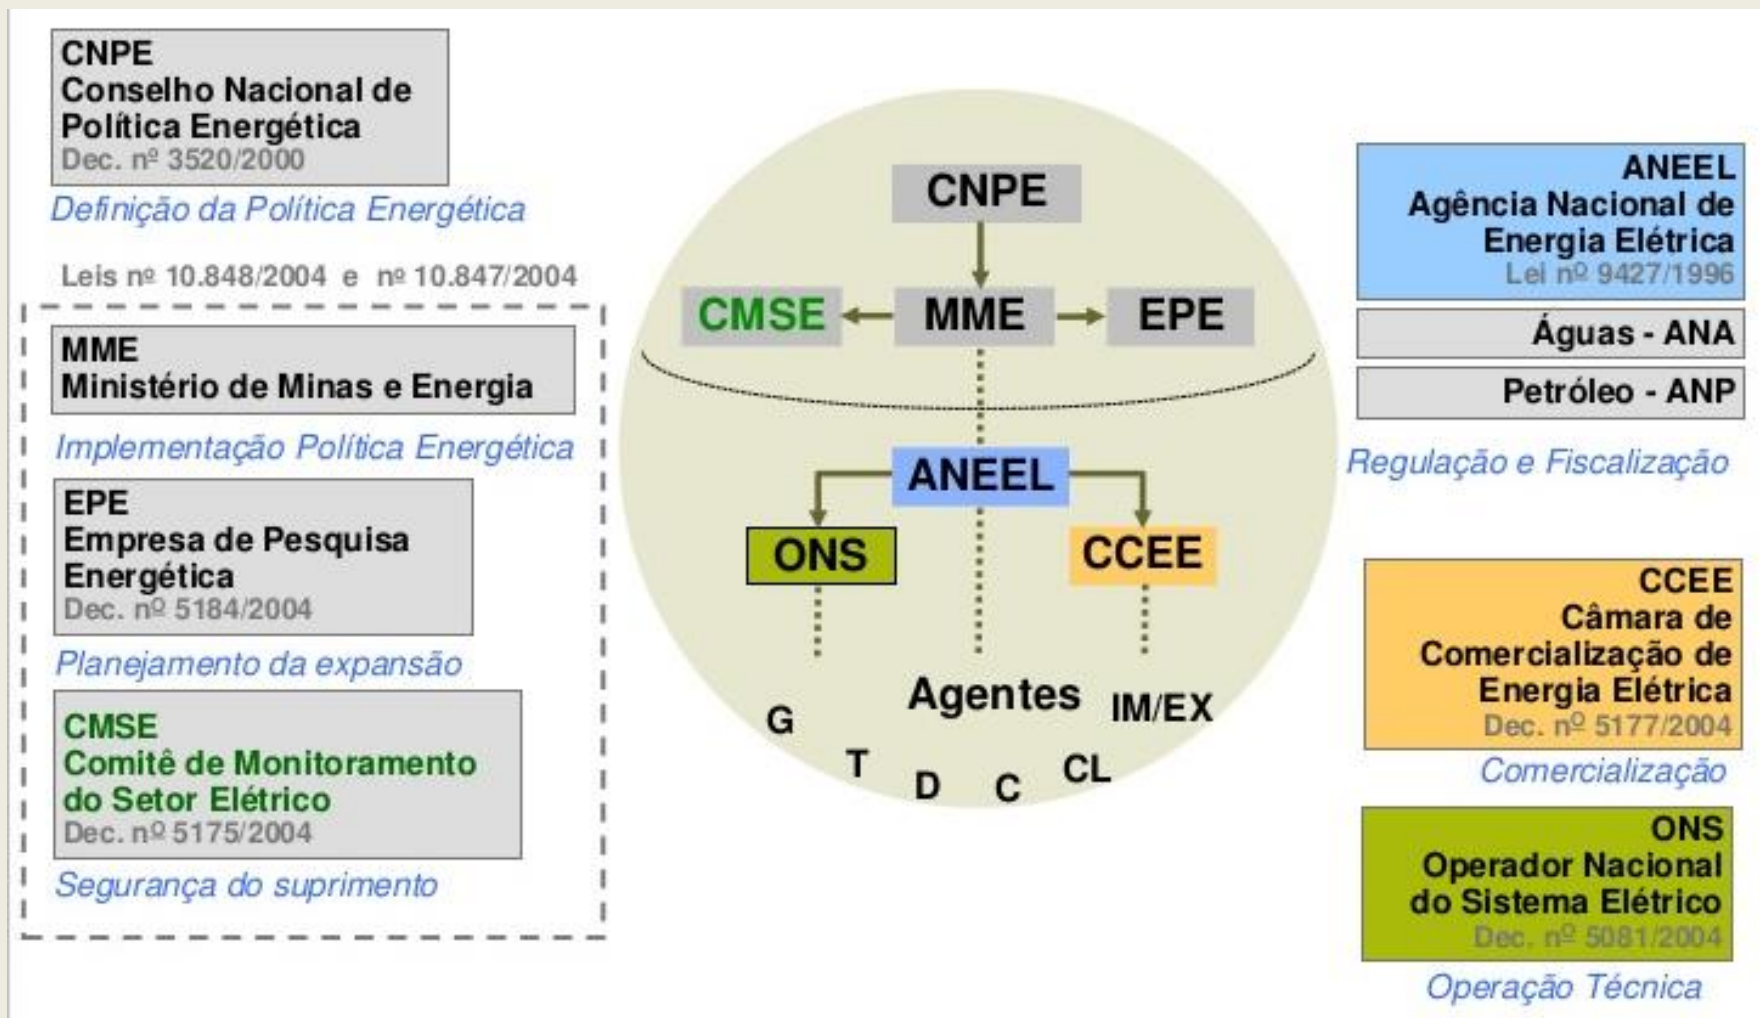 CNPE
Conselho Nacional de
Política Energética
Dec. nº 3520/2000
Definição da Política Energética
Leis nº 10.848/2004 e nº 10.847/2004
MME
Ministério de Minas e Energia
Implementação Política Energética
EPE
Empresa de Pesquisa
Energética
Dec. nº 5184/2004
Planejamento da expansão
CMSE
Comitê de Monitoramento
do Setor Elétrico
Dec. nº 5175/2004
Segurança do suprimento
CNPE
CMSE MME EPE
ANEEL
ONS CCEE
Agentes
G T D C CL IM/EX
ANEEL
Agência Nacional de
Energia Elétrica
Lei nº 9427/1996
Águas - ANA
Petróleo - ANP
Regulação e Fiscalização
CCEE
Câmara de
Comercialização de
Energia Elétrica
Dec. nº 5177/2004
Comercialização
ONS
Operador Nacional
do Sistema Elétrico
Dec. nº 5081/2004
Operação Técnica